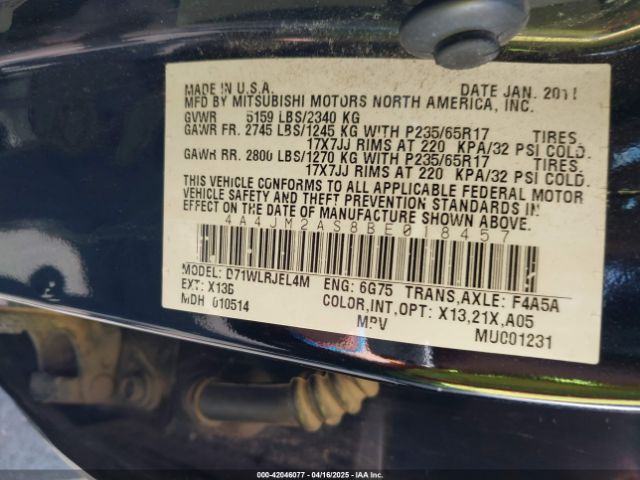 MADE IN U.S.A. DATE JAN. 2011
MFD BY MITSUBISHI MOTORS NORTH AMERICA, INC.
GVWR 5159 LBS/2340 KG
GAWR FR. 2745 LBS/1245 KG WITH P235/65R17 TIRES,
17X7JJ RIMS AT 220 KPA/32 PSI COLD.
GAWR RR. 2800 LBS/1270 KG WITH P235/65R17 TIRES,
17X7JJ RIMS AT 220 KPA/32 PSI COLD.
THIS VEHICLE CONFORMS TO ALL APPLICABLE FEDERAL MOTOR
VEHICLE SAFETY AND THEFT PREVENTION STANDARDS IN
EFFECT ON THE DATE OF MANUFACTURE SHOWN ABOVE.
4A4JM2AS8BE018457
MODEL: D71WLRJEL4M ENG: 6G75 TRANS,AXLE: F4A5A
EXT: X13B COLOR,INT,OPT: X13,21X,A05
MDH 010514 MPV MUC01231
000-42046077 - 04/16/2025 - IAA Inc.